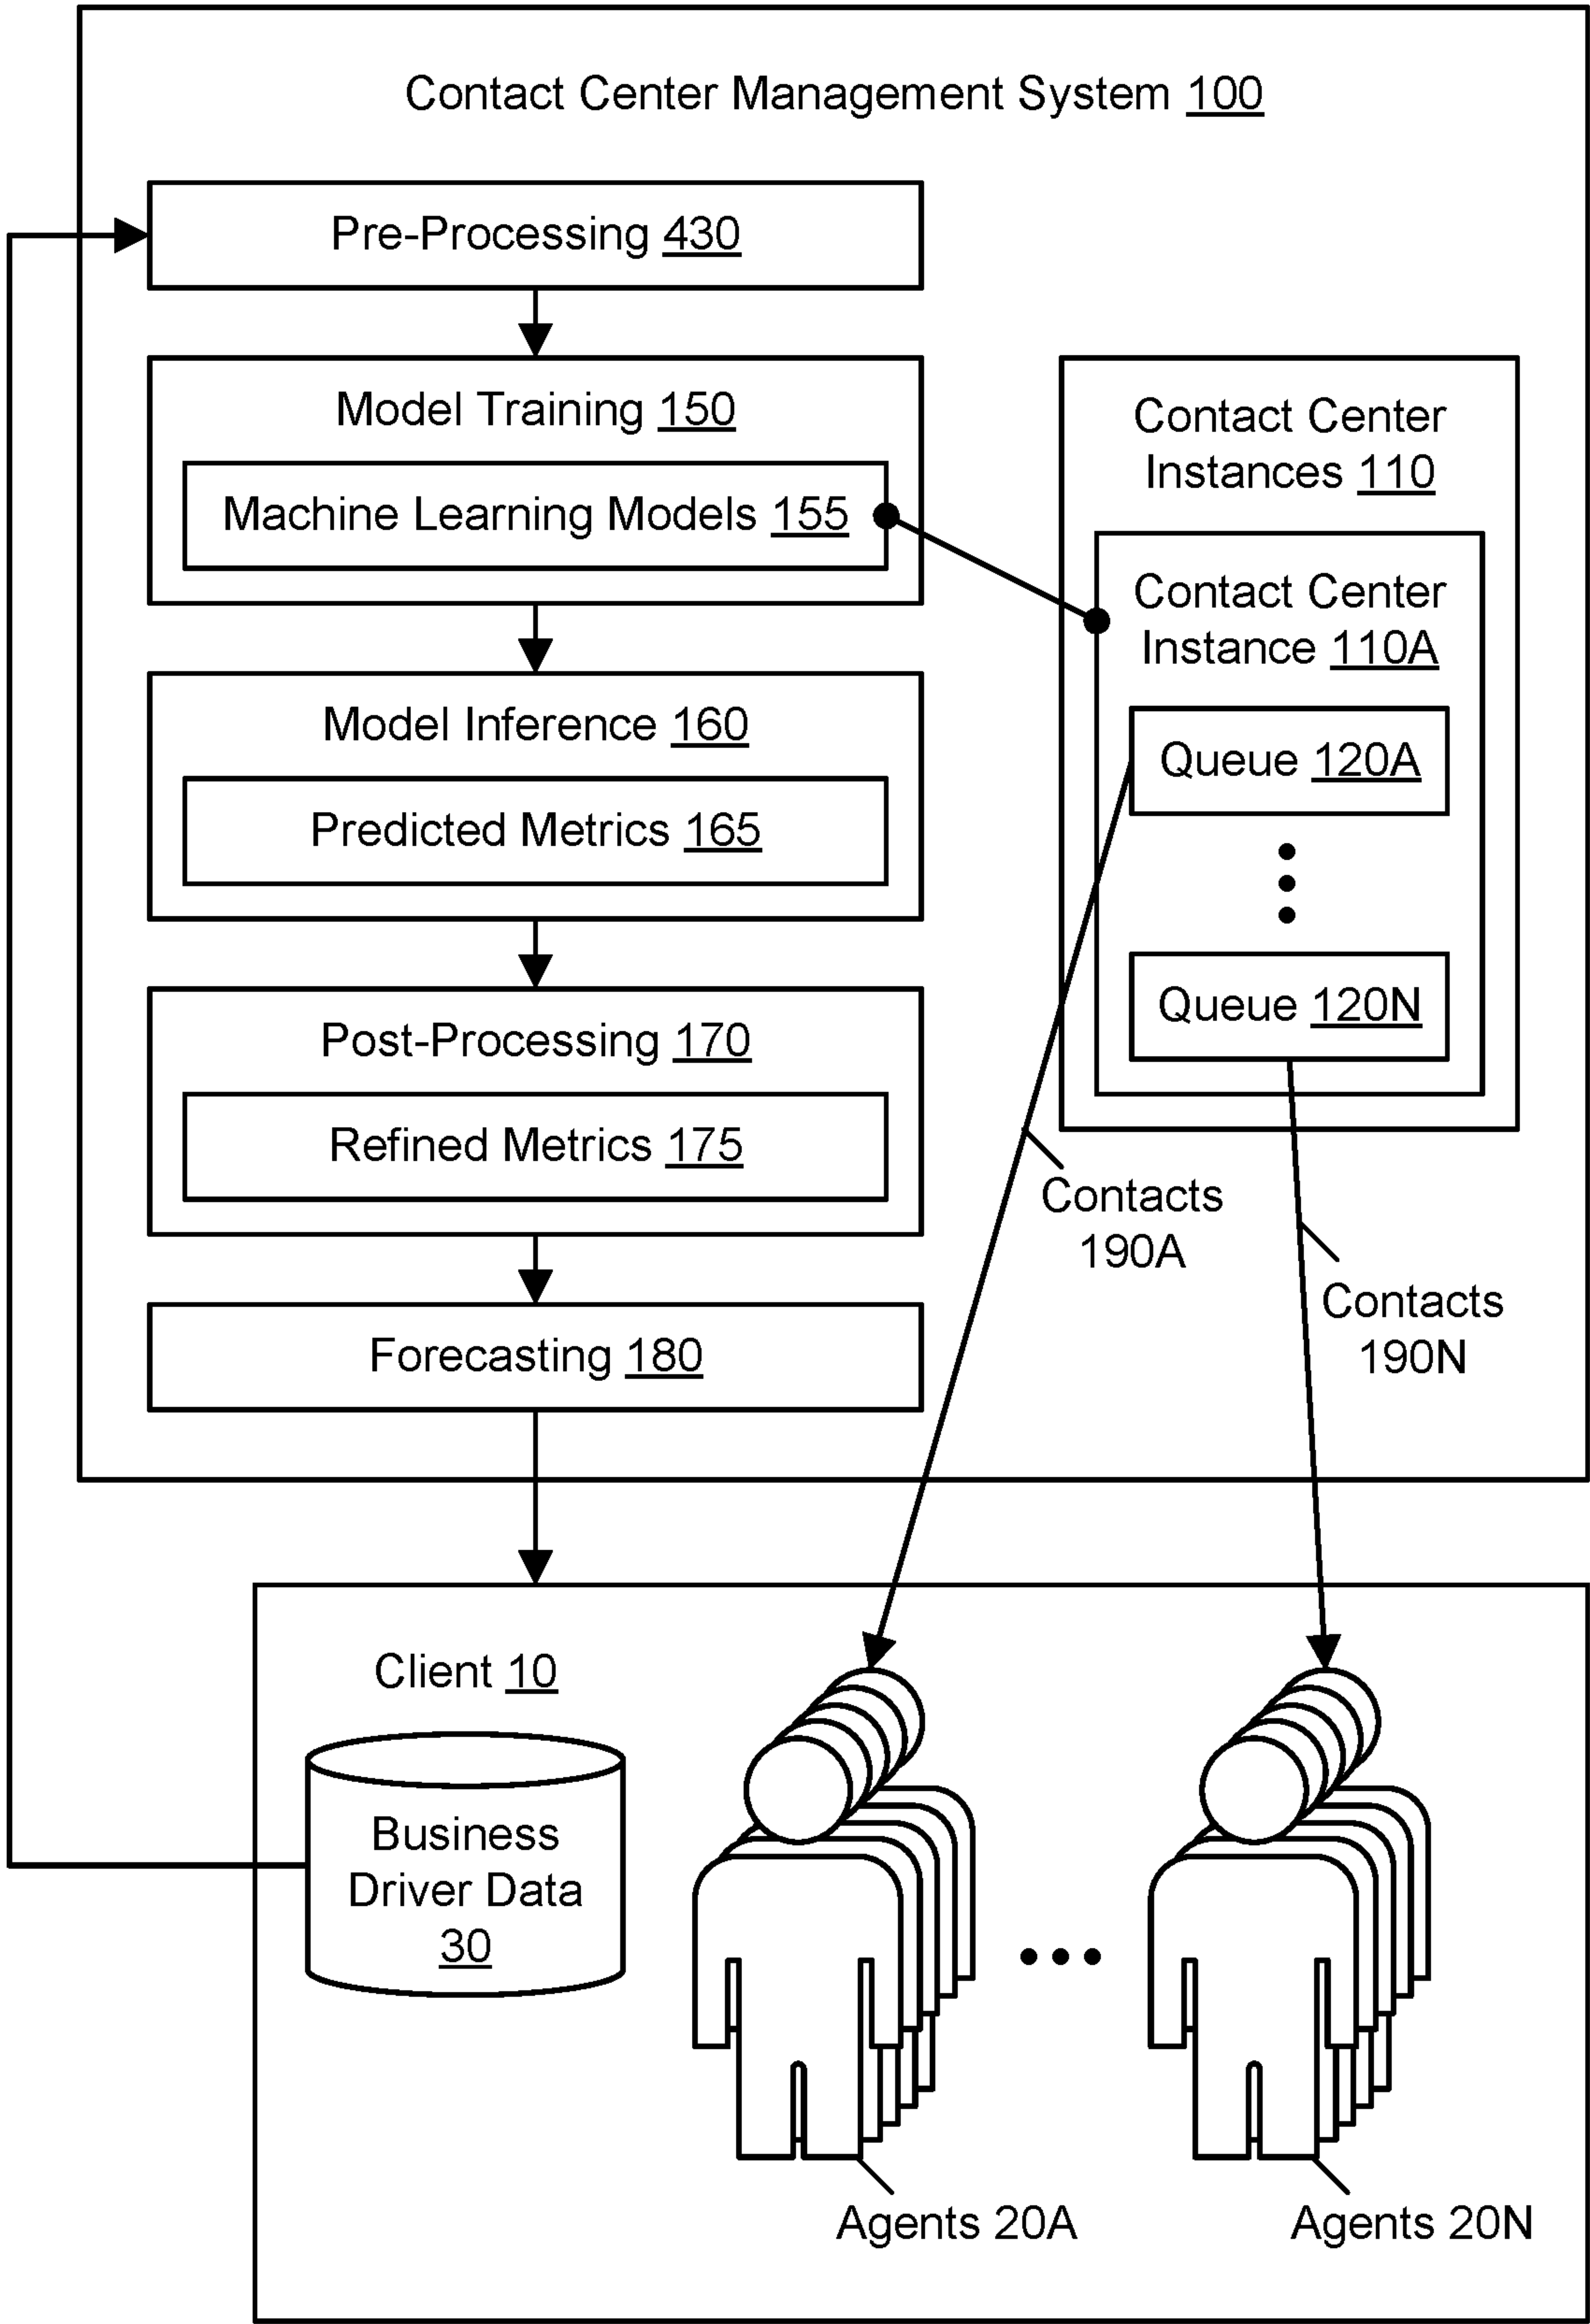 Contact Center Management System 100
Pre-Processing 430
Model Training 150
Machine Learning Models 155
Model Inference 160
Predicted Metrics 165
Post-Processing 170
Refined Metrics 175
Forecasting 180
Contact Center
Instances 110
Contact Center
Instance 110A
Queue 120A
Queue 120N
Contacts
190A
Contacts
190N
Client 10
Business
Driver Data
30
Agents 20A
Agents 20N